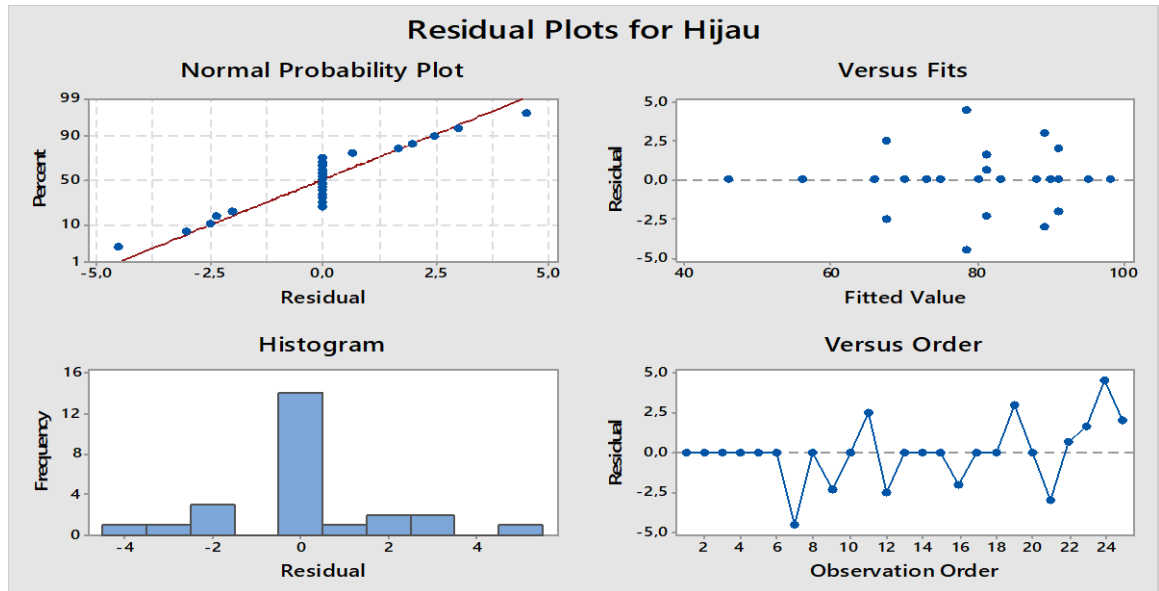 Residual Plots for Hijau
Normal Probability Plot
99
90
50
10
1
Percent
-5,0 -2,5 0,0 2,5 5,0
Residual
Versus Fits
5,0
2,5
0,0
-2,5
-5,0
Residual
40 60 80 100
Fitted Value
Histogram
16
12
8
4
0
Frequency
-4 -2 0 2 4
Residual
Versus Order
5,0
2,5
0,0
-2,5
-5,0
Residual
2 4 6 8 10 12 14 16 18 20 22 24
Observation Order